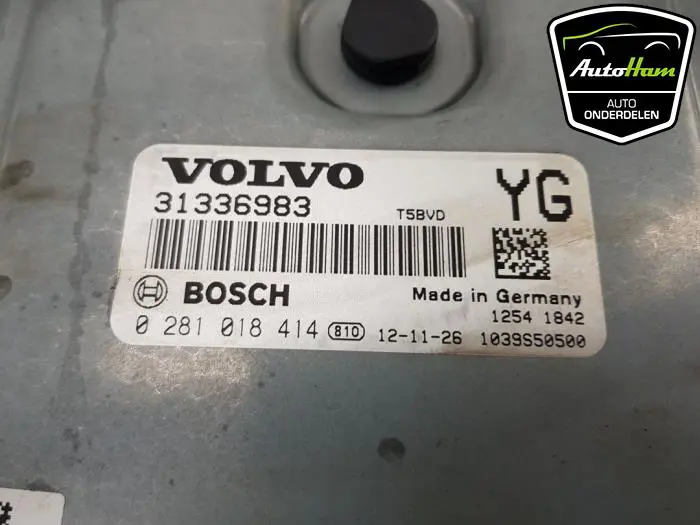 AutoHam
AUTO
ONDERDELEN
VOLVO
31336983 T5BVD
YG
BOSCH
Made in Germany
1254 1842
0 281 018 414 810 12-11-26 1039S50500